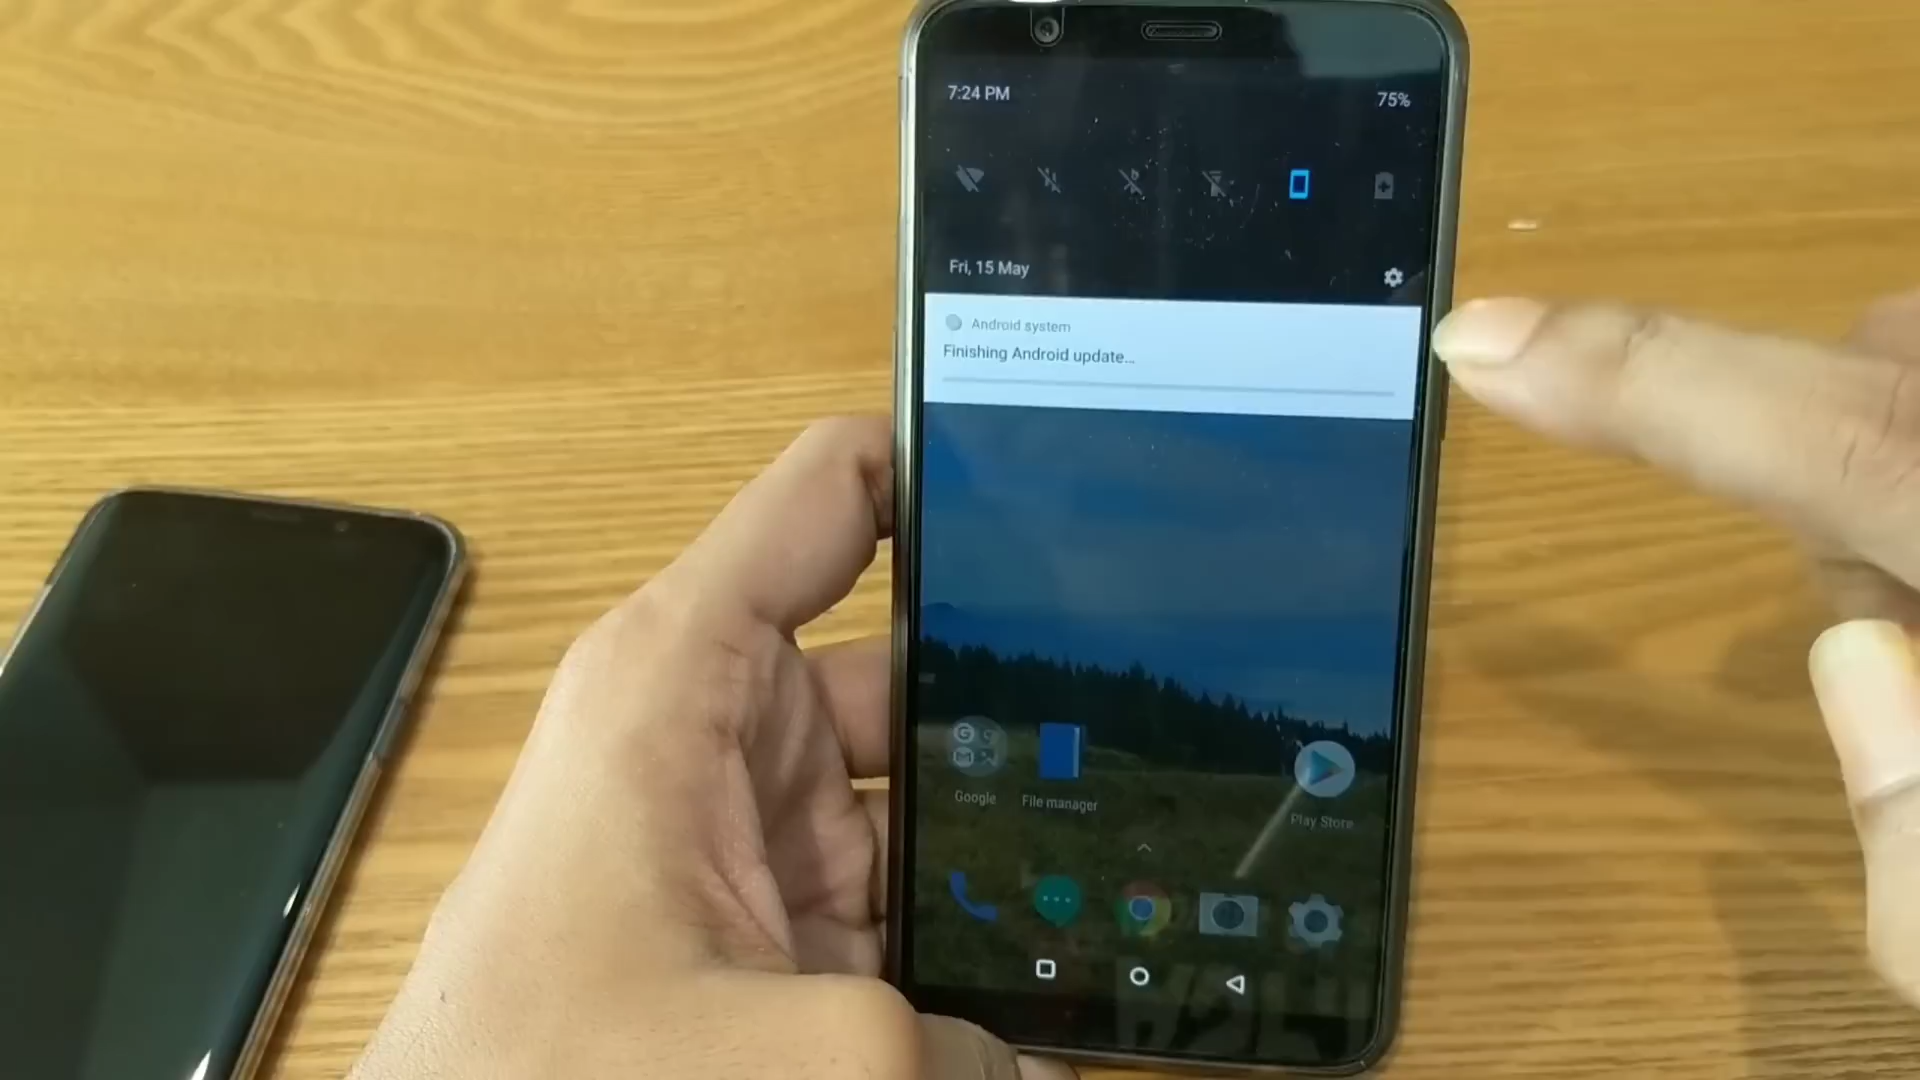 7:24 PM
75%
Fri, 15 May
Android system
Finishing Android update...
Google
File manager
Play Store